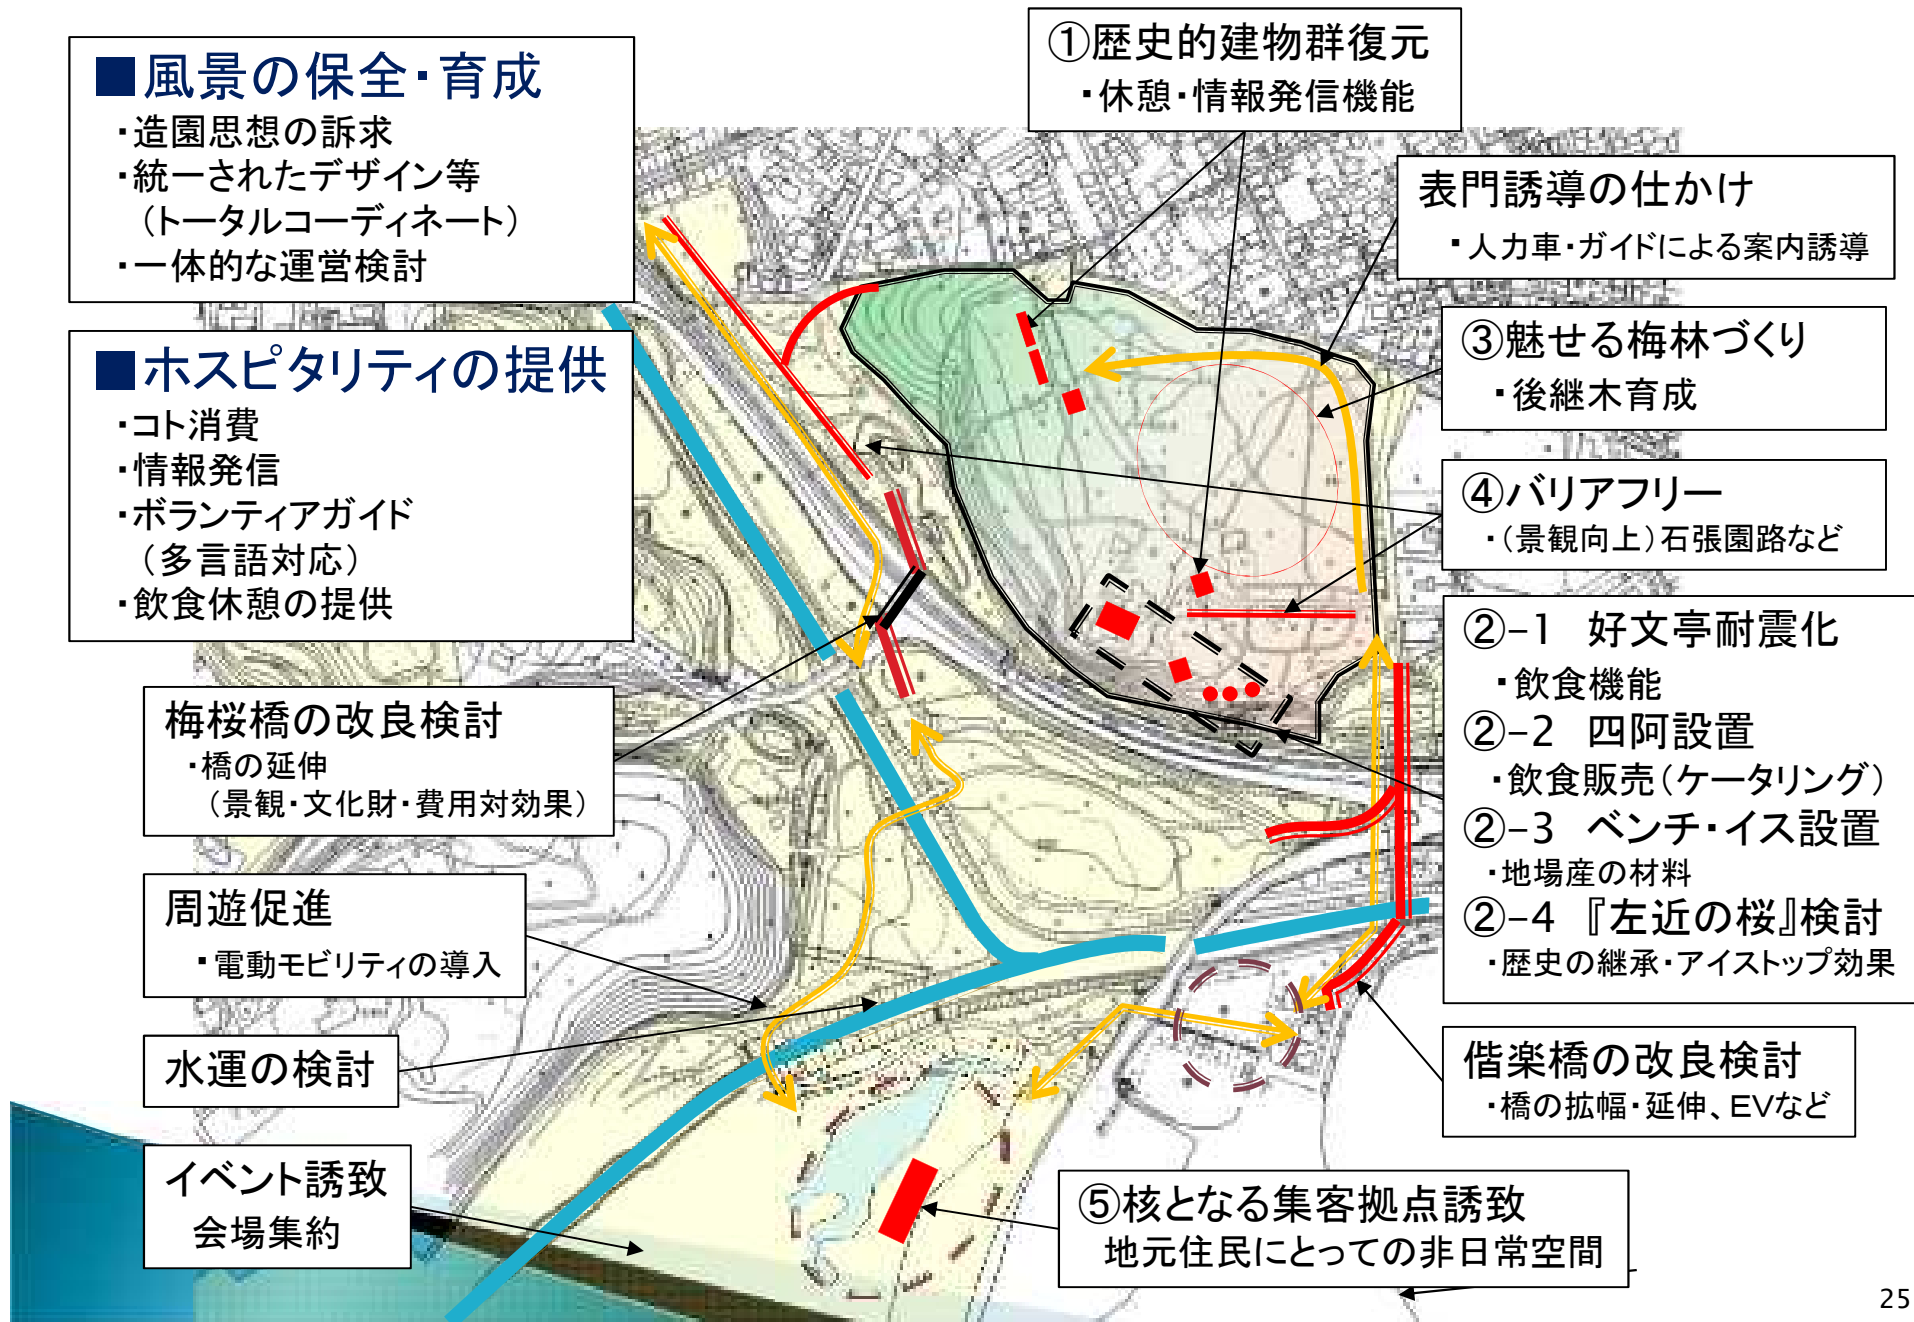 ■風景の保全・育成
・造園思想の訴求
・統一されたデザイン等
（トータルコーディネート）
・一体的な運営検討
■ホスピタリティの提供
・コト消費
・情報発信
・ボランティアガイド
（多言語対応）
・飲食休憩の提供
梅桜橋の改良検討
・橋の延伸
（景観・文化財・費用対効果）
周遊促進
・電動モビリティの導入
水運の検討
イベント誘致
会場集約
①歴史的建物群復元
・休憩・情報発信機能
表門誘導の仕かけ
・人力車・ガイドによる案内誘導
③魅せる梅林づくり
・後継木育成
④バリアフリー
・（景観向上）石張園路など
②-1　好文亭耐震化
・飲食機能
②-2　四阿設置
・飲食販売（ケータリング）
②-3　ベンチ・イス設置
・地場産の材料
②-4　『左近の桜』検討
・歴史の継承・アイストップ効果
偕楽橋の改良検討
・橋の拡幅・延伸、EVなど
⑤核となる集客拠点誘致
地元住民にとっての非日常空間
25